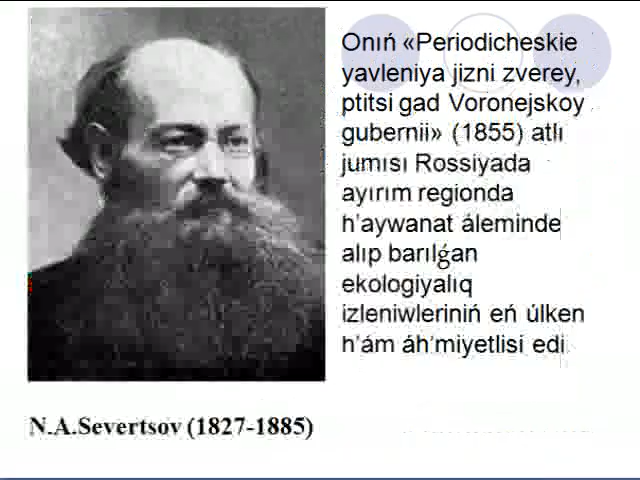 Onıń «Periodicheskie
yavleniya jizni zverey,
ptitsi gad Voronejskoy
gubernii» (1855) atlı
jumısı Rossiyada
ayırım regionda
h’aywanat áleminde
alıp barılǵan
ekologiyalıq
izleniwleriniń eń úlken
h’ám áh’miyetlisi edi
N.A.Severtsov (1827-1885)